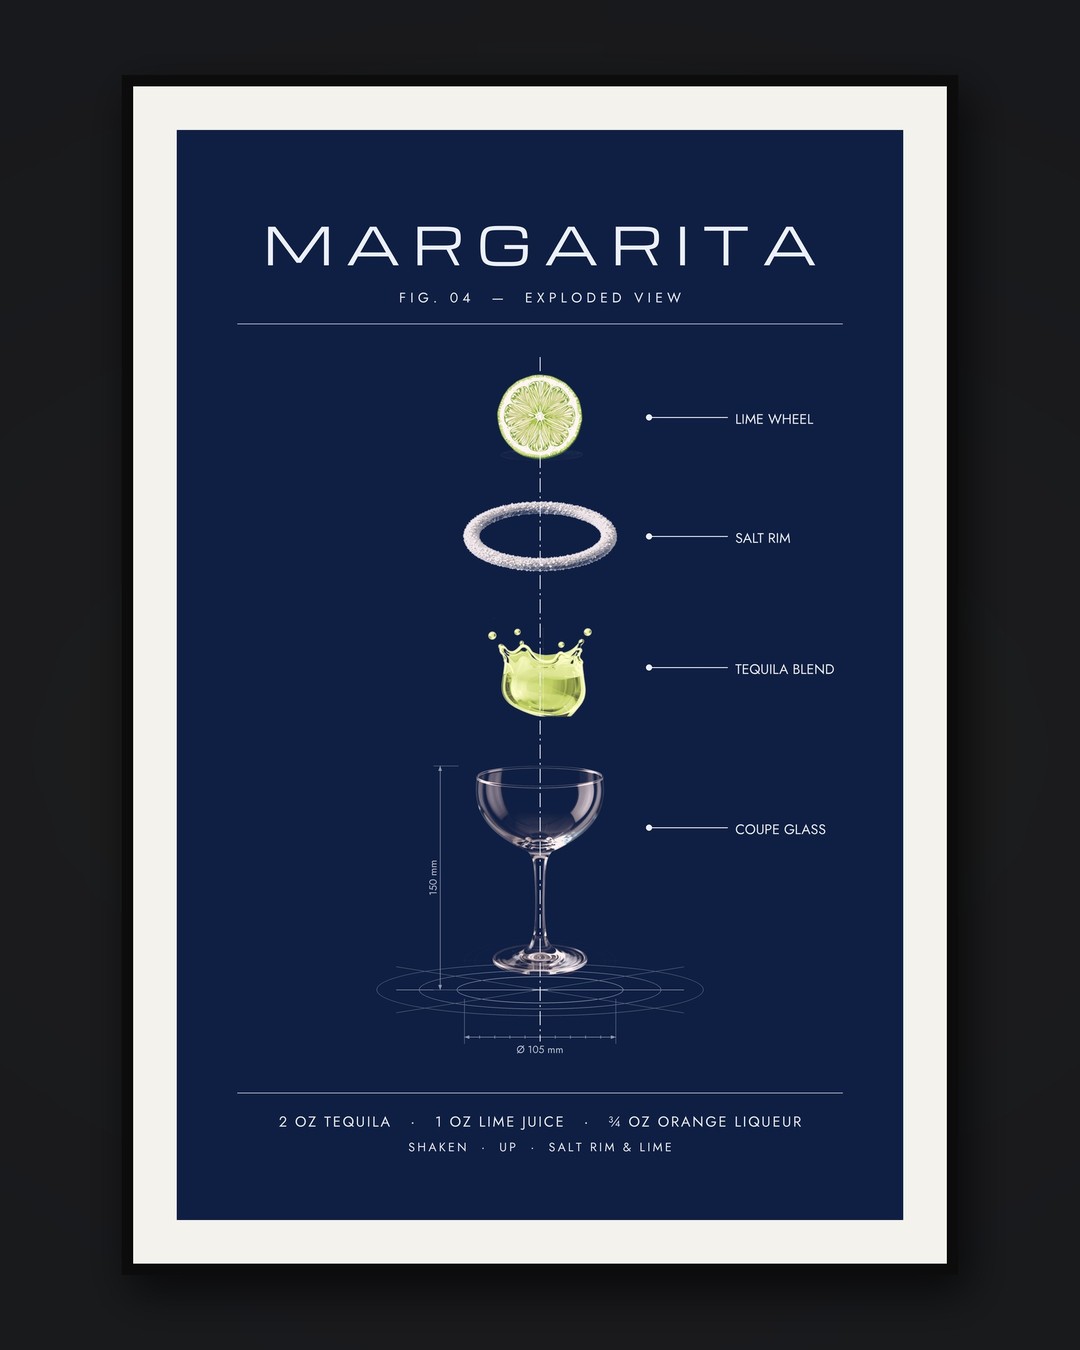 MARGARITA
FIG. 04 — EXPLODED VIEW
LIME WHEEL
SALT RIM
TEQUILA BLEND
COUPE GLASS
150 mm
Ø 105 mm
2 OZ TEQUILA · 1 OZ LIME JUICE · ¾ OZ ORANGE LIQUEUR
SHAKEN · UP · SALT RIM & LIME